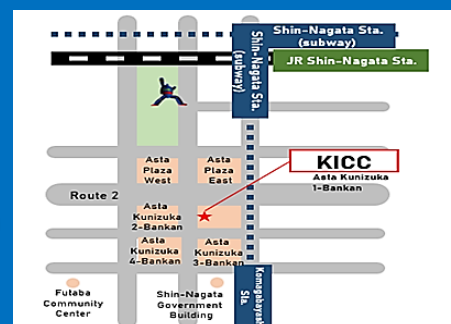 Shin-Nagata Sta.
(subway)
Shin-Nagata Sta.
(subway)
JR Shin-Nagata Sta.
Asta
Plaza
West
Asta
Plaza
East
KICC
Asta Kunizuka
1-Bankan
Route 2
Asta
Kunizuka
2-Bankan
Asta
Kunizuka
4-Bankan
Asta
Kunizuka
3-Bankan
Futaba
Community
Center
Shin-Nagata
Government
Building
Komagabayashi
Sta.